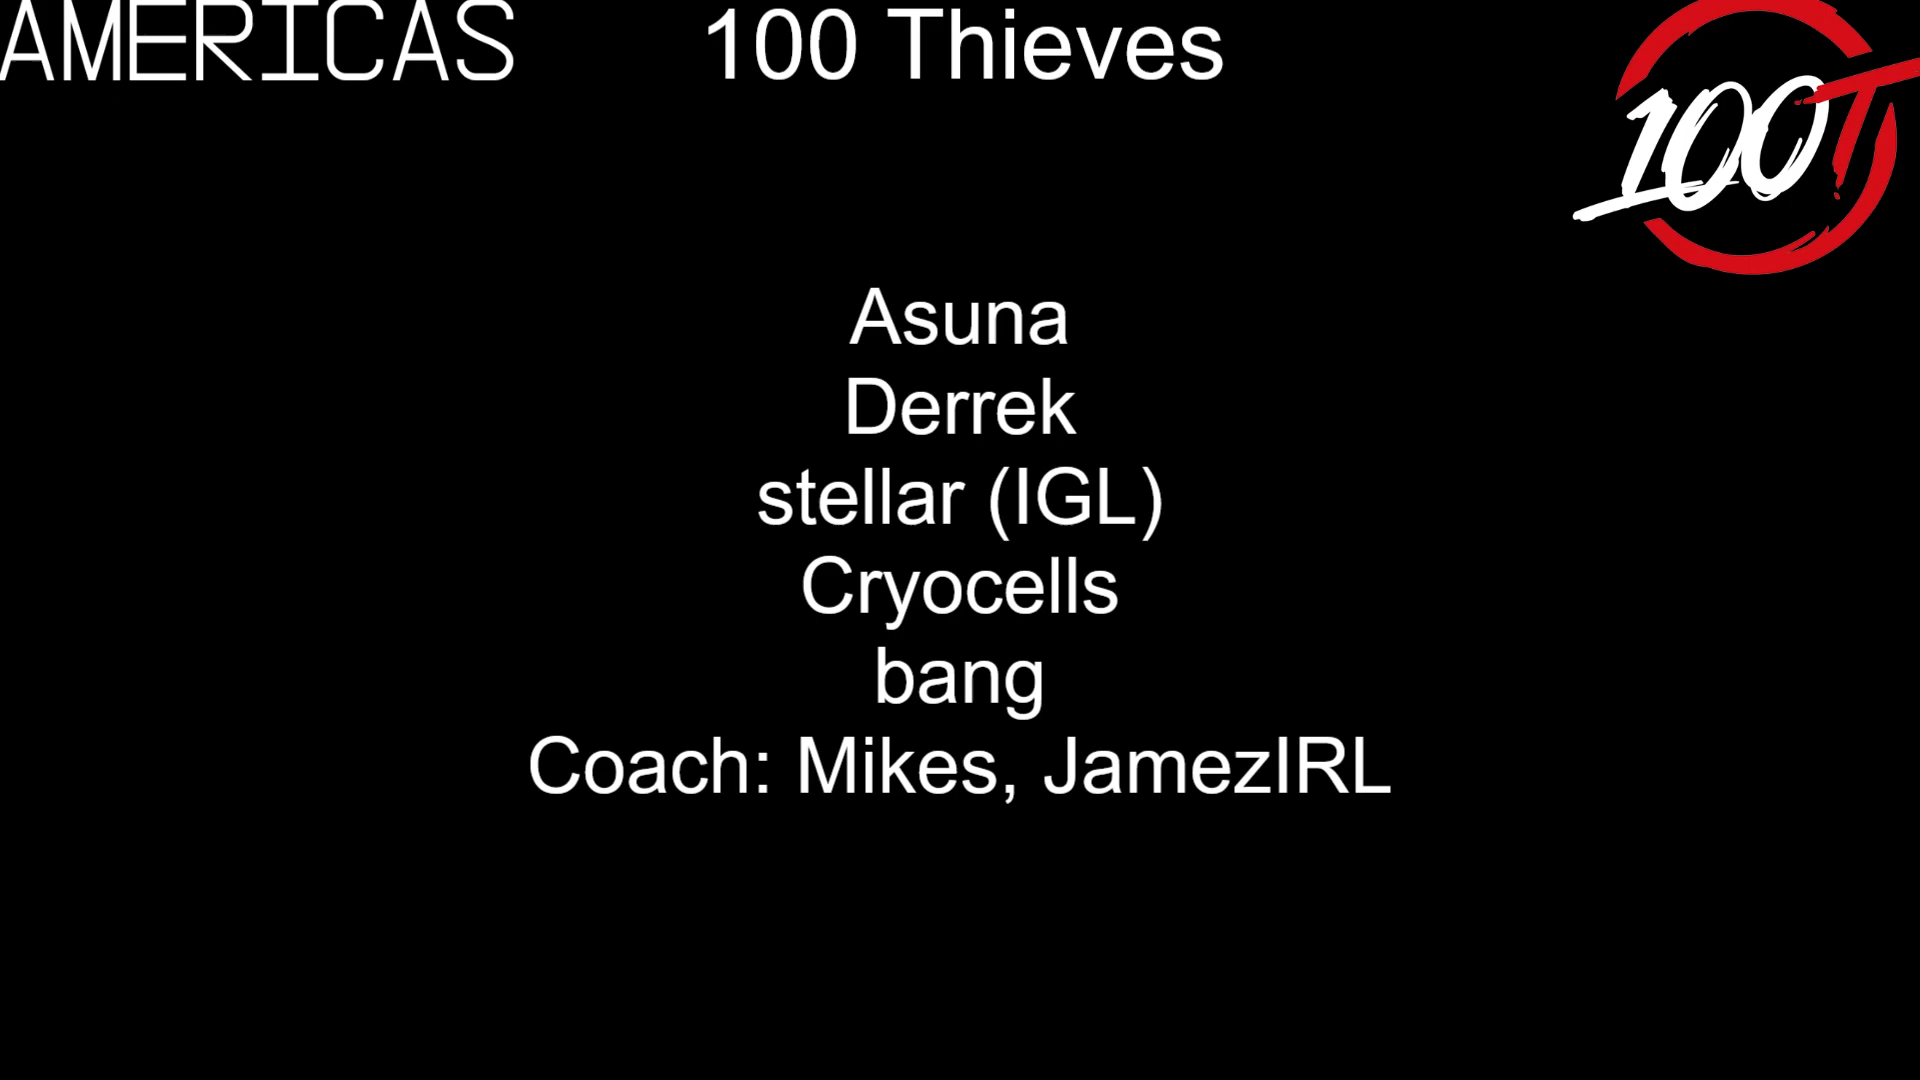 AMERICAS
100 Thieves
100T
Asuna
Derrek
stellar (IGL)
Cryocells
bang
Coach: Mikes, JamezIRL